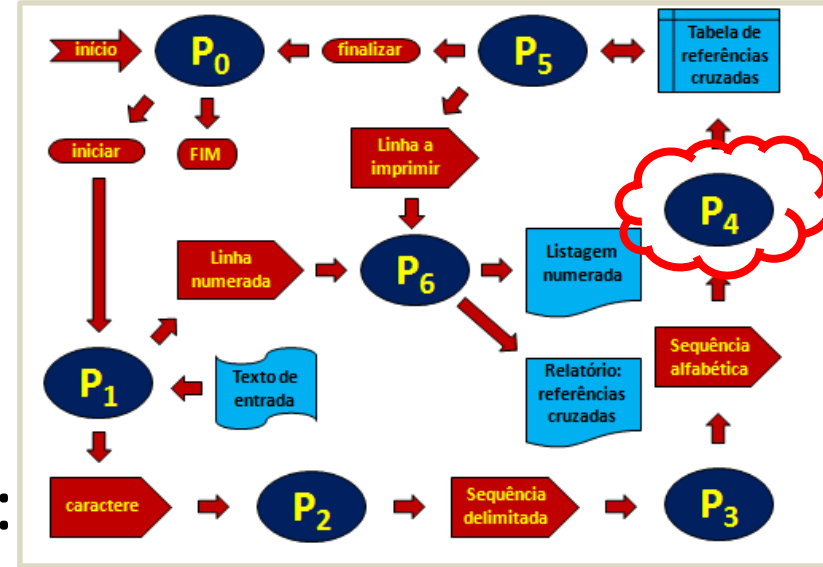 início
P0
finalizar
P5
Tabela de
referências
cruzadas
iniciar
FIM
Linha a
imprimir
P4
Linha
numerada
P6
Listagem
numerada
P1
Texto de
entrada
Relatório:
referências
cruzadas
Sequência
alfabética
:
caractere
P2
Sequência
delimitada
P3